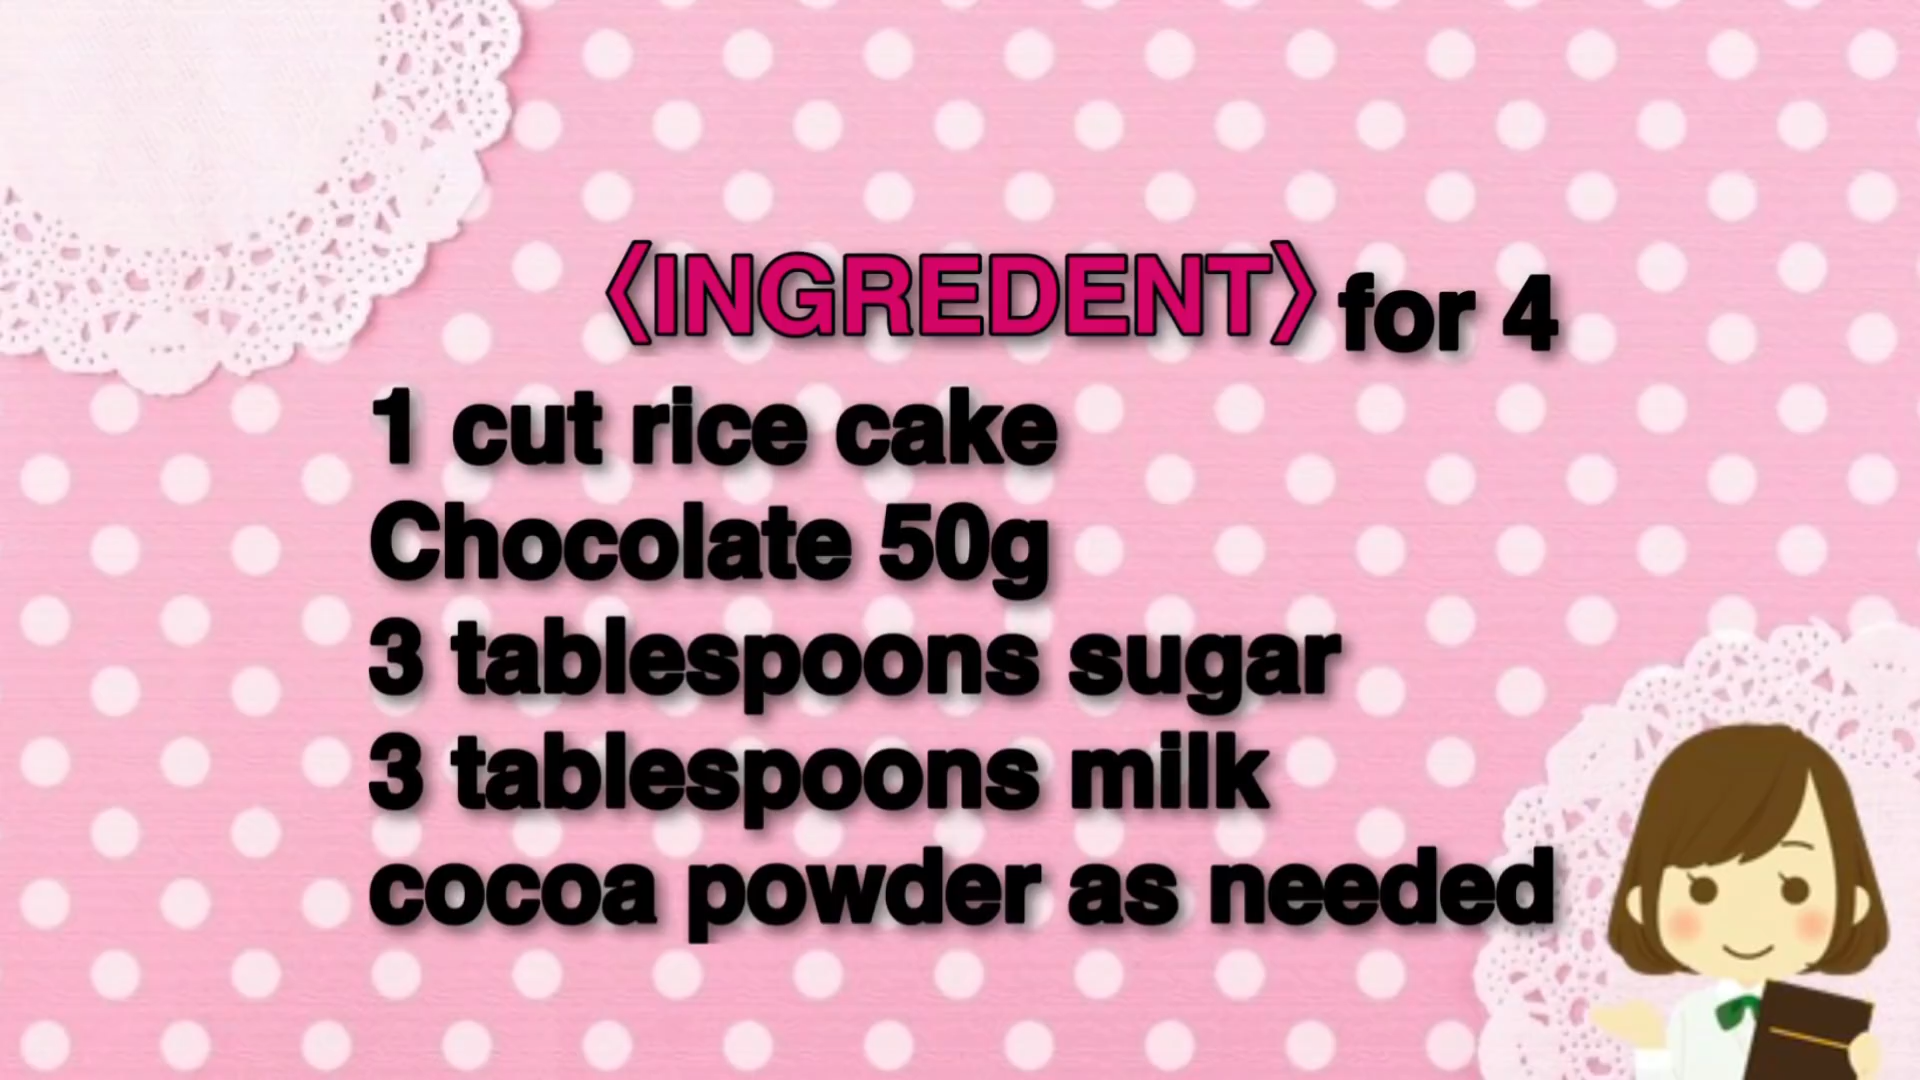 〈INGREDENT〉for 4
1 cut rice cake
Chocolate 50g
3 tablespoons sugar
3 tablespoons milk
cocoa powder as needed